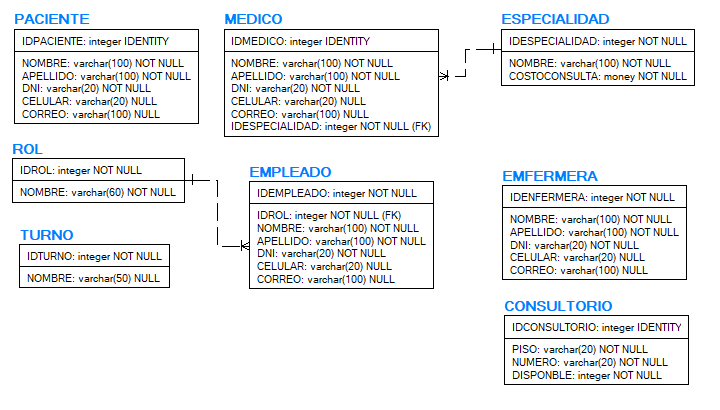 PACIENTE
IDPACIENTE: integer IDENTITY
NOMBRE: varchar(100) NOT NULL
APELLIDO: varchar(100) NOT NULL
DNI: varchar(20) NOT NULL
CELULAR: varchar(20) NULL
CORREO: varchar(100) NULL
MEDICO
IDMEDICO: integer IDENTITY
NOMBRE: varchar(100) NOT NULL
APELLIDO: varchar(100) NOT NULL
DNI: varchar(20) NOT NULL
CELULAR: varchar(20) NULL
CORREO: varchar(100) NULL
IDESPECIALIDAD: integer NOT NULL (FK)
ESPECIALIDAD
IDESPECIALIDAD: integer NOT NULL
NOMBRE: varchar(100) NOT NULL
COSTOCONSULTA: money NOT NULL
ROL
IDROL: integer NOT NULL
NOMBRE: varchar(60) NOT NULL
EMPLEADO
IDEMPLEADO: integer NOT NULL
IDROL: integer NOT NULL (FK)
NOMBRE: varchar(100) NOT NULL
APELLIDO: varchar(100) NOT NULL
DNI: varchar(20) NOT NULL
CELULAR: varchar(20) NULL
CORREO: varchar(100) NULL
EMFERMERA
IDENFERMERA: integer NOT NULL
NOMBRE: varchar(100) NOT NULL
APELLIDO: varchar(100) NOT NULL
DNI: varchar(20) NOT NULL
CELULAR: varchar(20) NULL
CORREO: varchar(100) NULL
TURNO
IDTURNO: integer NOT NULL
NOMBRE: varchar(50) NULL
CONSULTORIO
IDCONSULTORIO: integer IDENTITY
PISO: varchar(20) NOT NULL
NUMERO: varchar(20) NOT NULL
DISPONBLE: integer NOT NULL